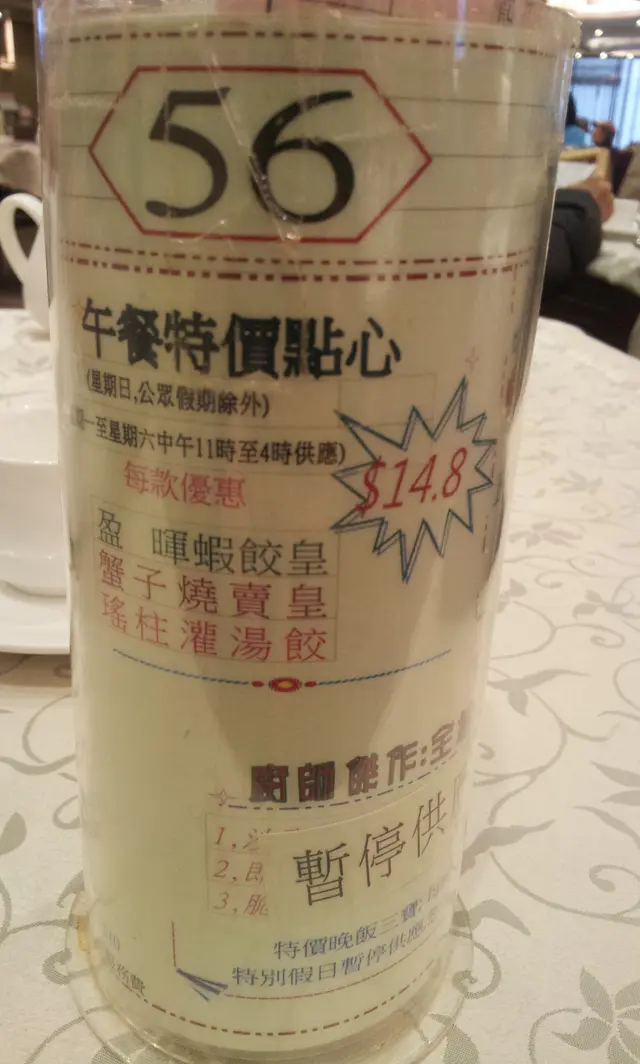 56
午餐特價點心
(星期日,公眾假期除外)
一至星期六中午11時至4時供應)
每款優惠
$14.8
盈 暉蝦餃皇
蟹子燒賣皇
瑤柱灌湯餃
廚師傑作:全
1,
2,
3,
暫停供
特價晚飯三寶
特別假日暫停供應
務費